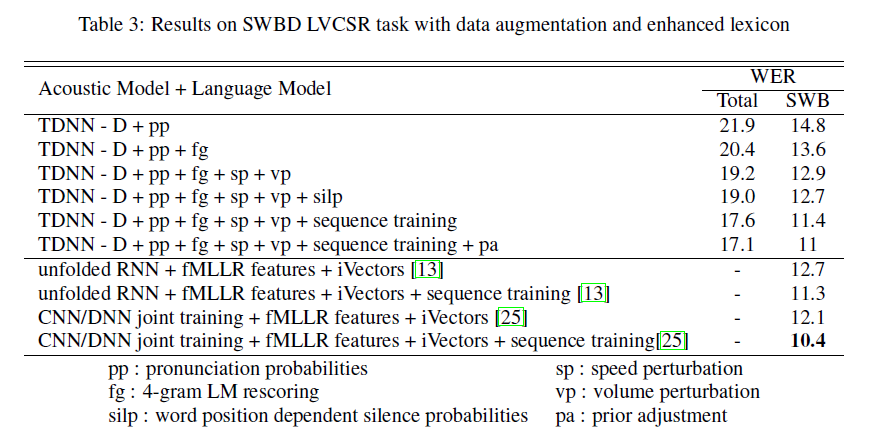 Table 3: Results on SWBD LVCSR task with data augmentation and enhanced lexicon
Acoustic Model + Language Model WER
Total SWB
TDNN - D + pp 21.9 14.8
TDNN - D + pp + fg 20.4 13.6
TDNN - D + pp + fg + sp + vp 19.2 12.9
TDNN - D + pp + fg + sp + vp + silp 19.0 12.7
TDNN - D + pp + fg + sp + vp + sequence training 17.6 11.4
TDNN - D + pp + fg + sp + vp + sequence training + pa 17.1 11
unfolded RNN + fMLLR features + iVectors [13] - 12.7
unfolded RNN + fMLLR features + iVectors + sequence training [13] - 11.3
CNN/DNN joint training + fMLLR features + iVectors [25] - 12.1
CNN/DNN joint training + fMLLR features + iVectors + sequence training[25] - 10.4
pp : pronunciation probabilities sp : speed perturbation
fg : 4-gram LM rescoring vp : volume perturbation
silp : word position dependent silence probabilities pa : prior adjustment